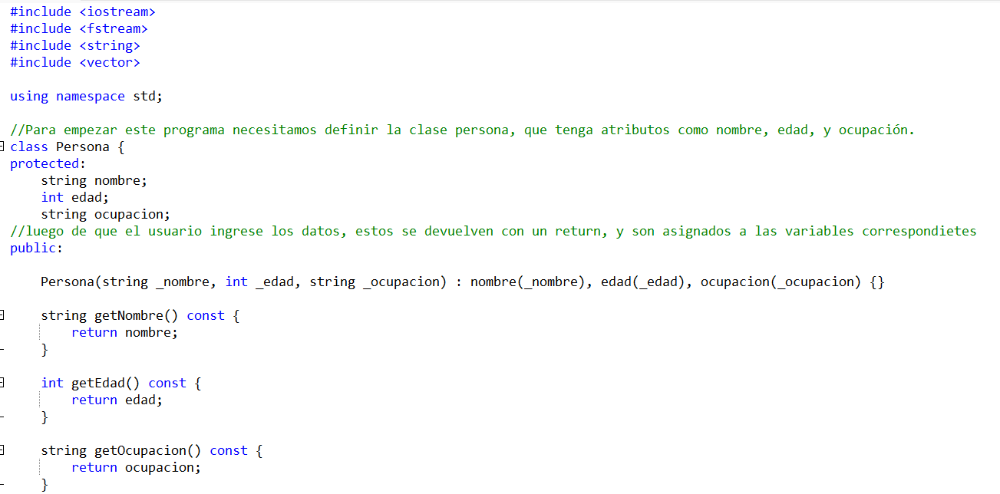 #include <iostream>
#include <fstream>
#include <string>
#include <vector>
using namespace std;
//Para empezar este programa necesitamos definir la clase persona, que tenga atributos como nombre, edad, y ocupación.
class Persona {
protected:
string nombre;
int edad;
string ocupacion;
//luego de que el usuario ingrese los datos, estos se devuelven con un return, y son asignados a las variables correspondietes
public:
Persona(string _nombre, int _edad, string _ocupacion) : nombre(_nombre), edad(_edad), ocupacion(_ocupacion) {}
string getNombre() const {
return nombre;
}
int getEdad() const {
return edad;
}
string getOcupacion() const {
return ocupacion;
}